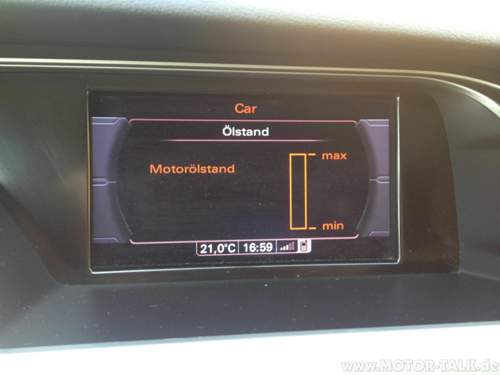 Car
Ölstand
Motorölstand
max
min
21,0°C 16:59
www.MOTOR-TALK.de